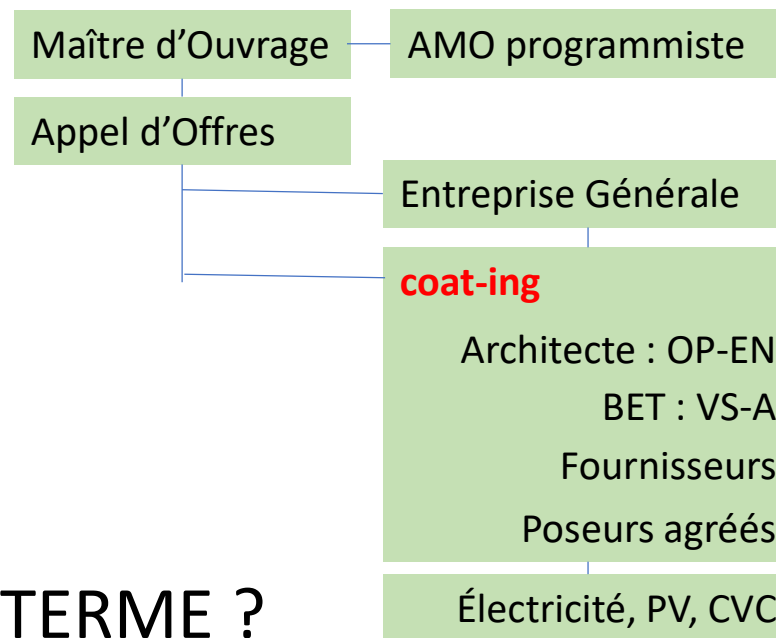 Maître d’Ouvrage
AMO programmiste
Appel d’Offres
Entreprise Générale
coat-ing
Architecte : OP-EN
BET : VS-A
Fournisseurs
Poseurs agréés
TERME ?
Électricité, PV, CVC